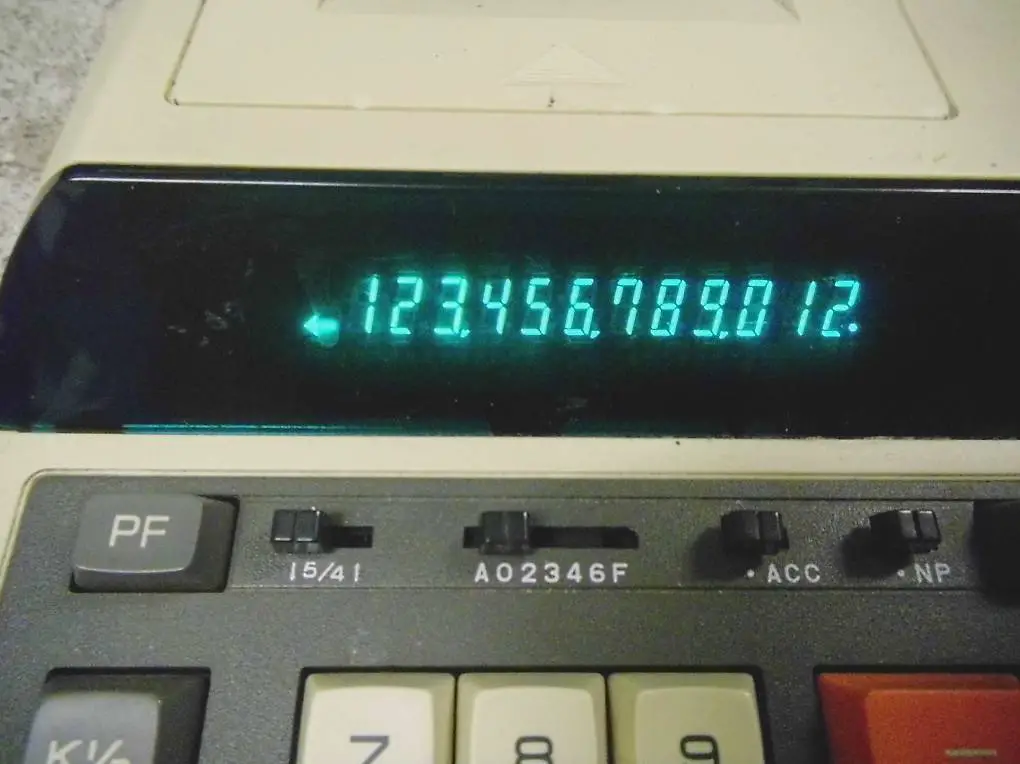 123,456,789,012.
PF
15/41 A02346F • ACC • NP
7 8 9